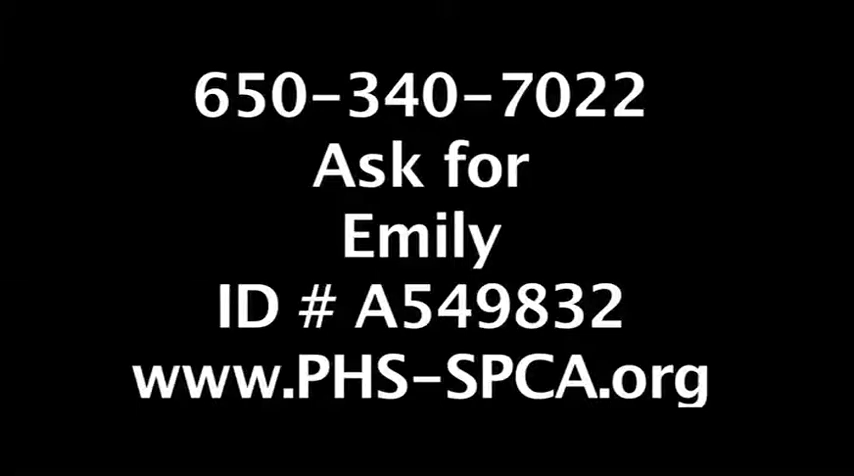 650-340-7022
Ask for
Emily
ID # A549832
www.PHS-SPCA.org